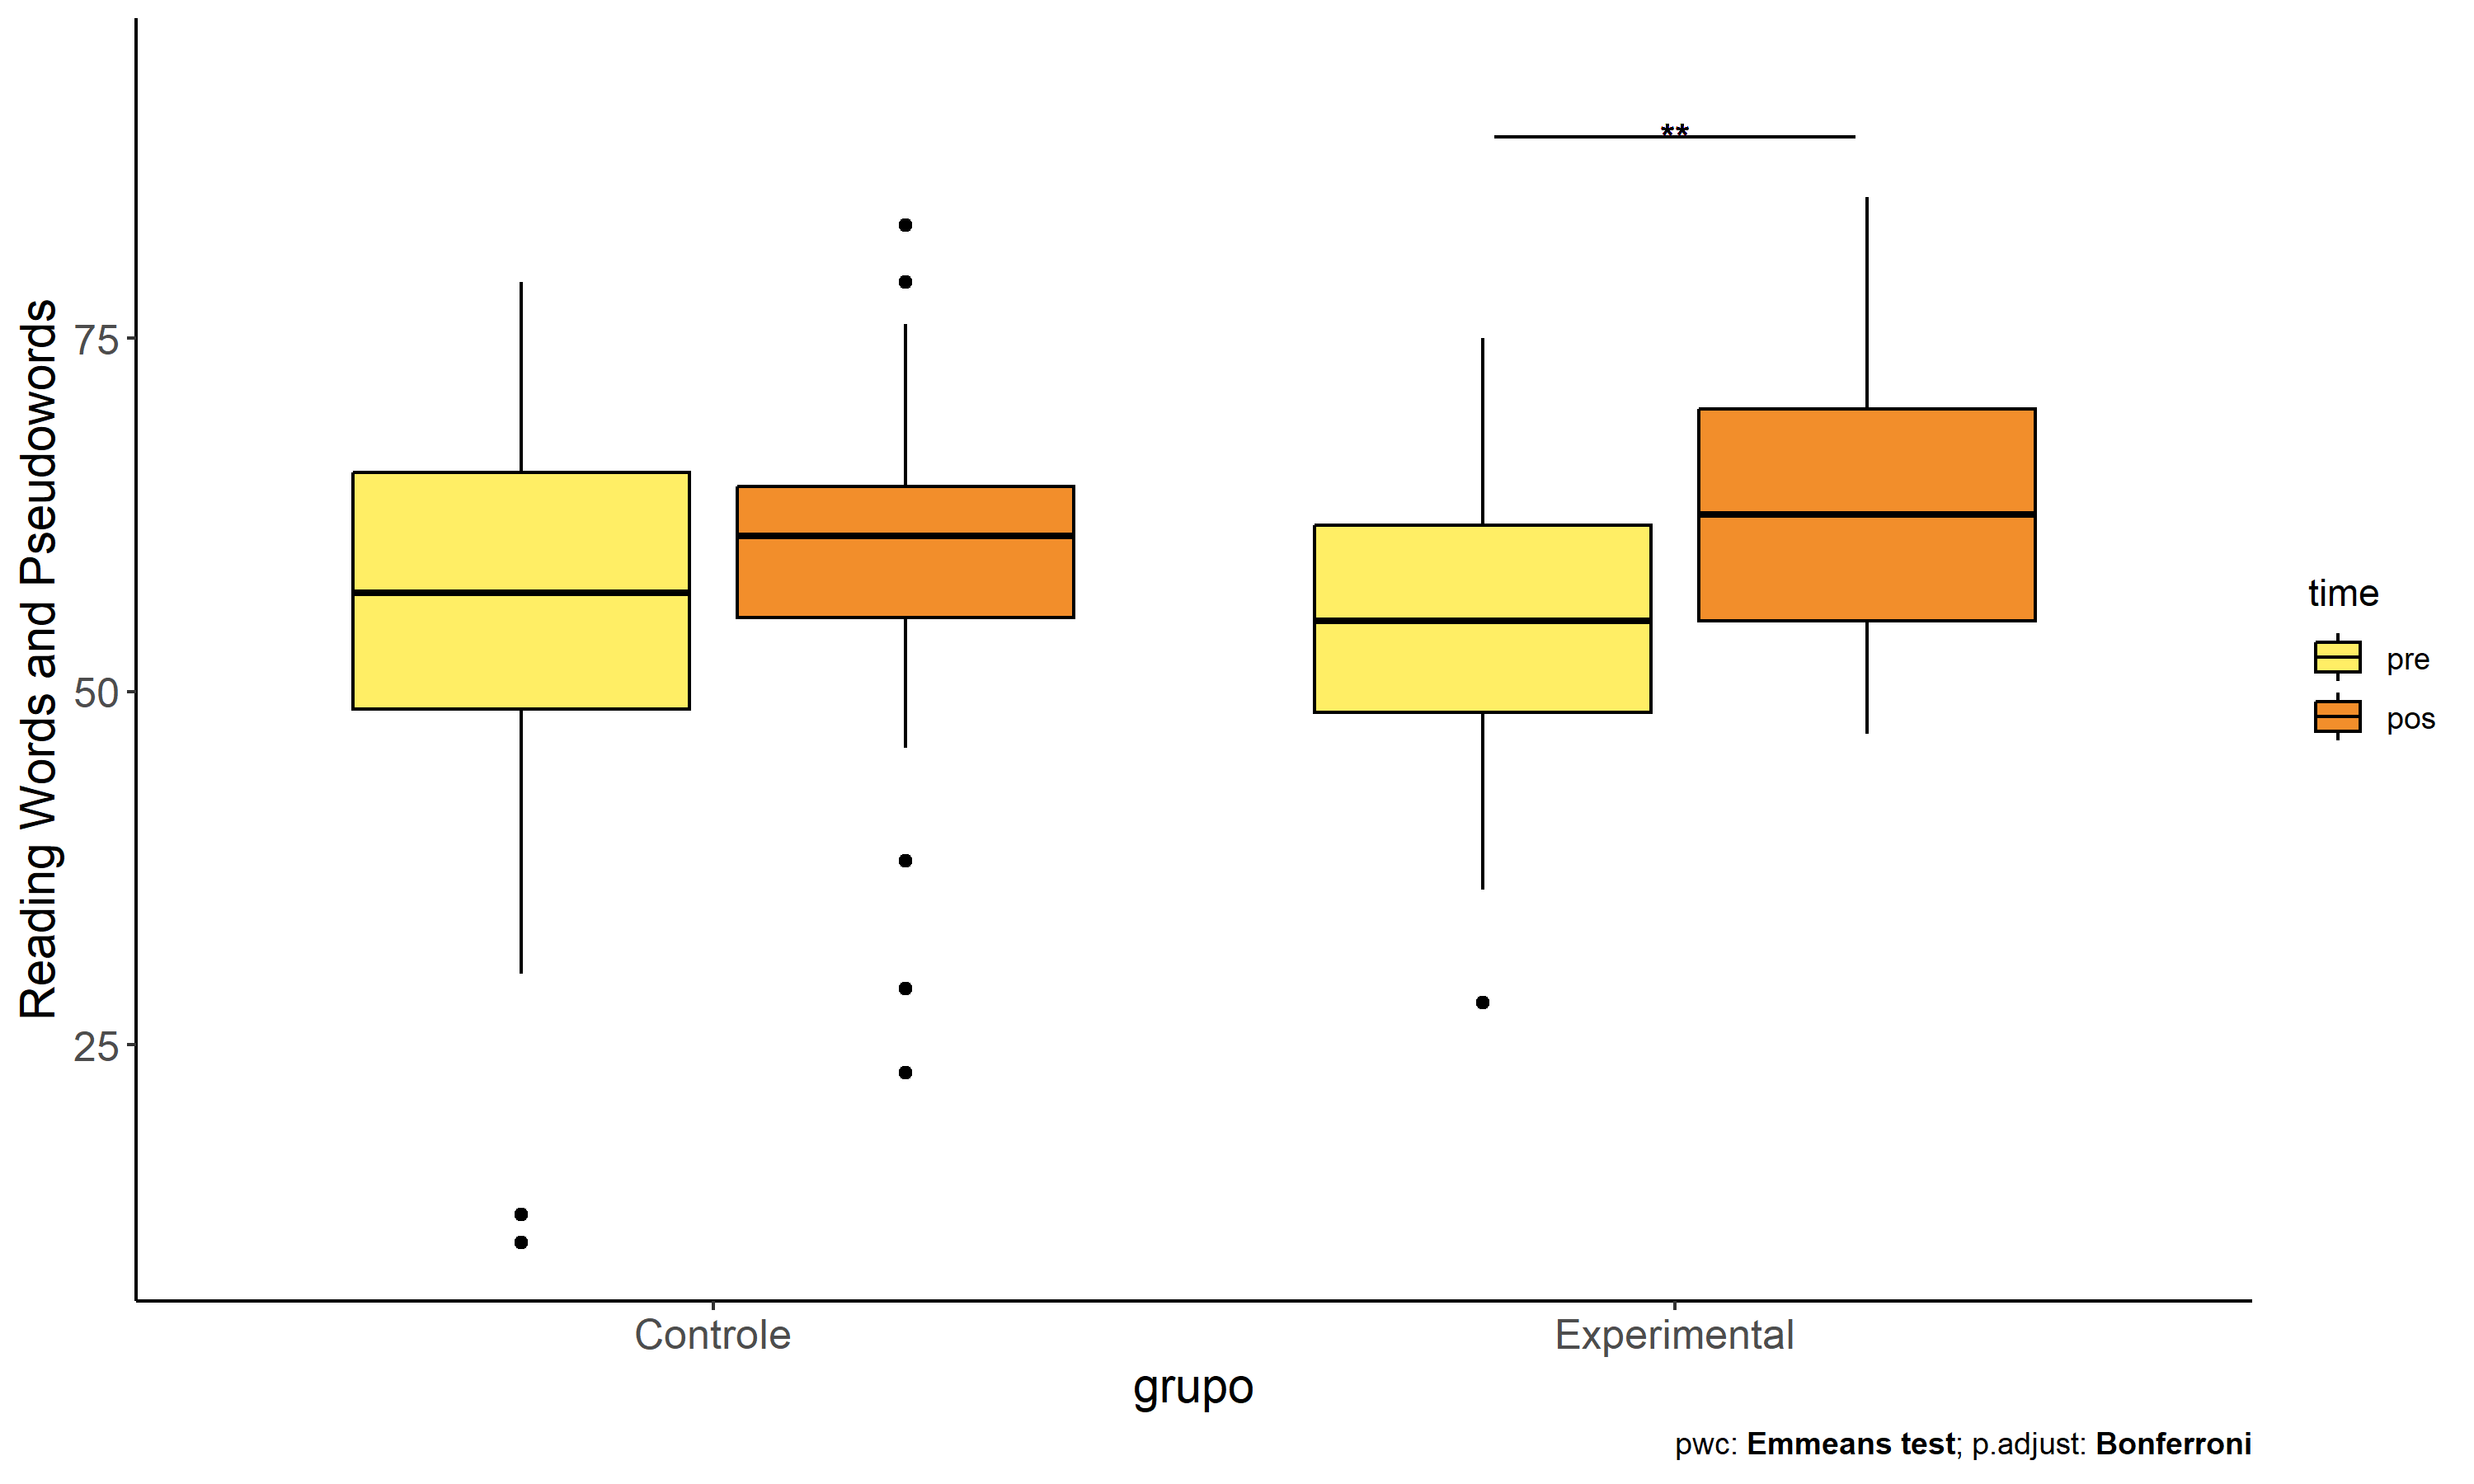 **
Reading Words and Pseudowords
75
50
25
Controle
Experimental
grupo
time
pre
pos
pwc: Emmeans test; p.adjust: Bonferroni